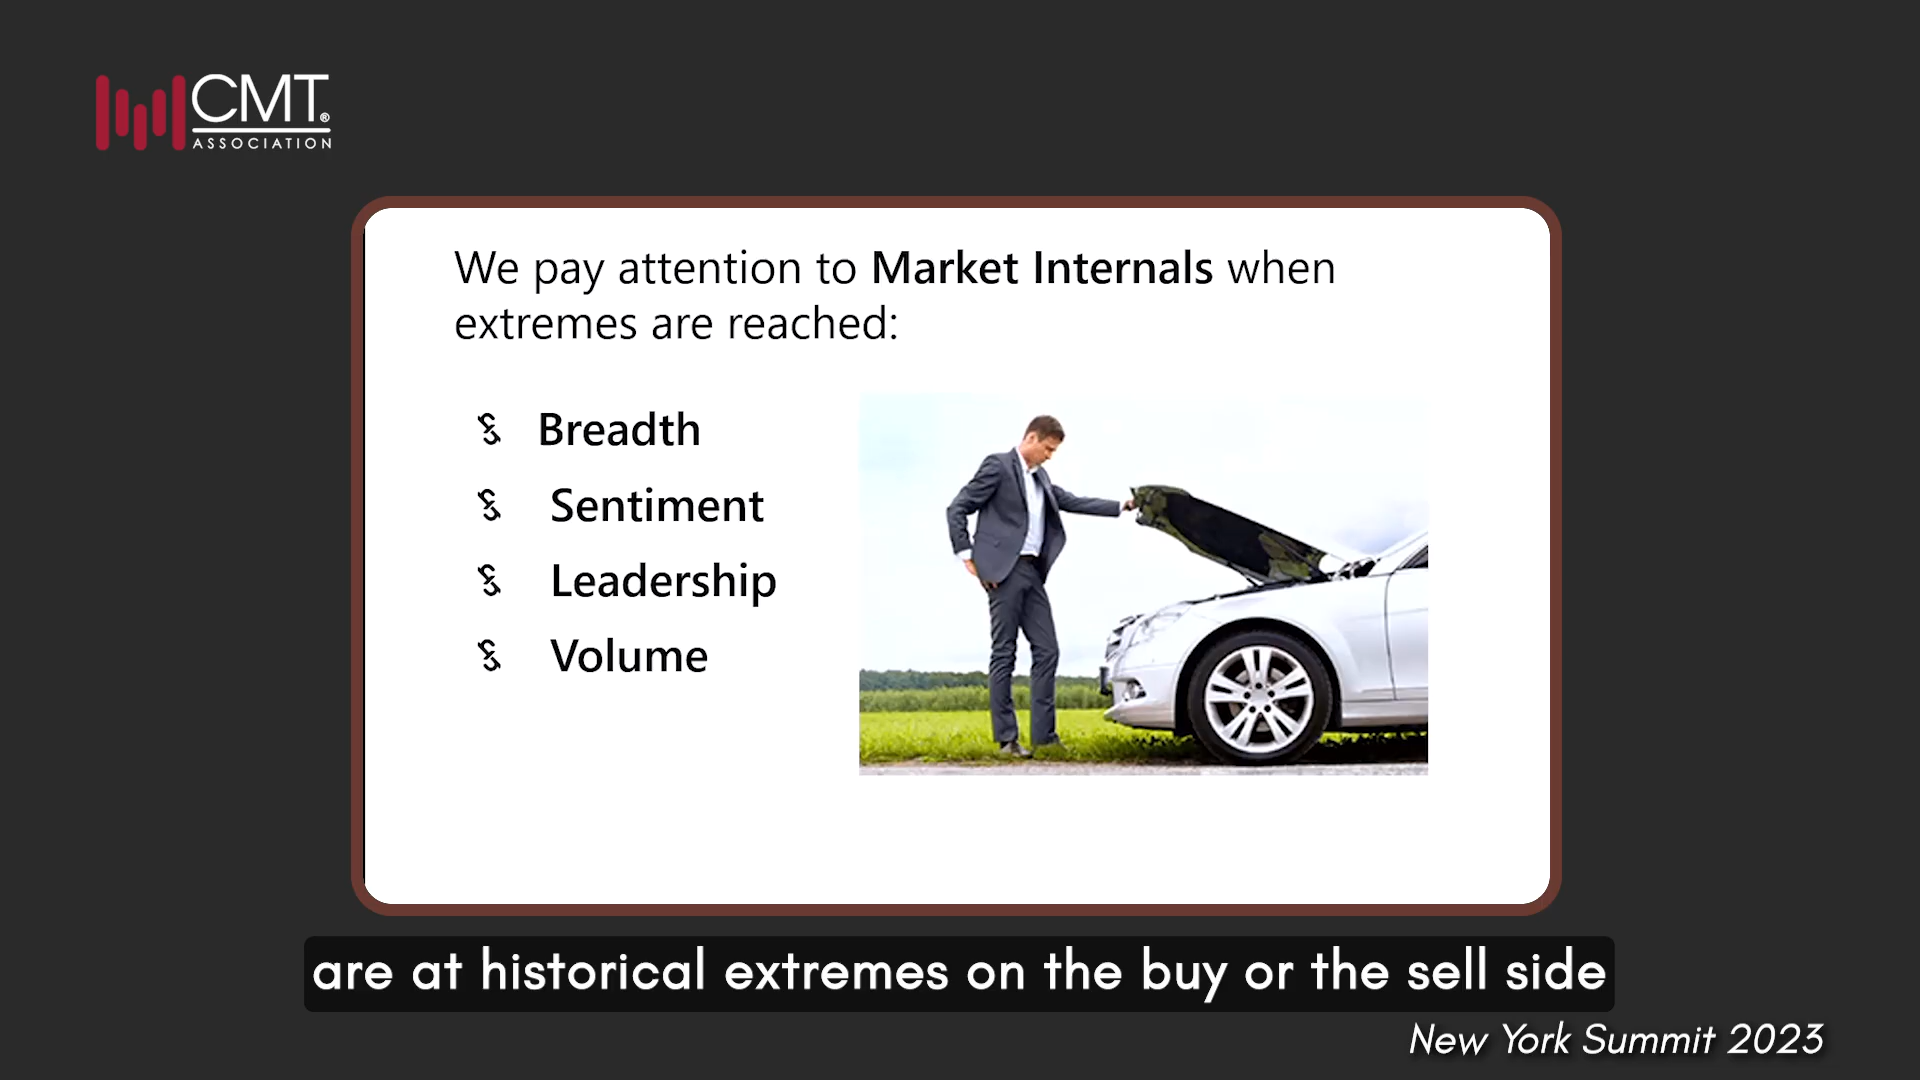 CMT®
ASSOCIATION
We pay attention to Market Internals when
extremes are reached:
Breadth
Sentiment
Leadership
Volume
are at historical extremes on the buy or the sell side
New York Summit 2023